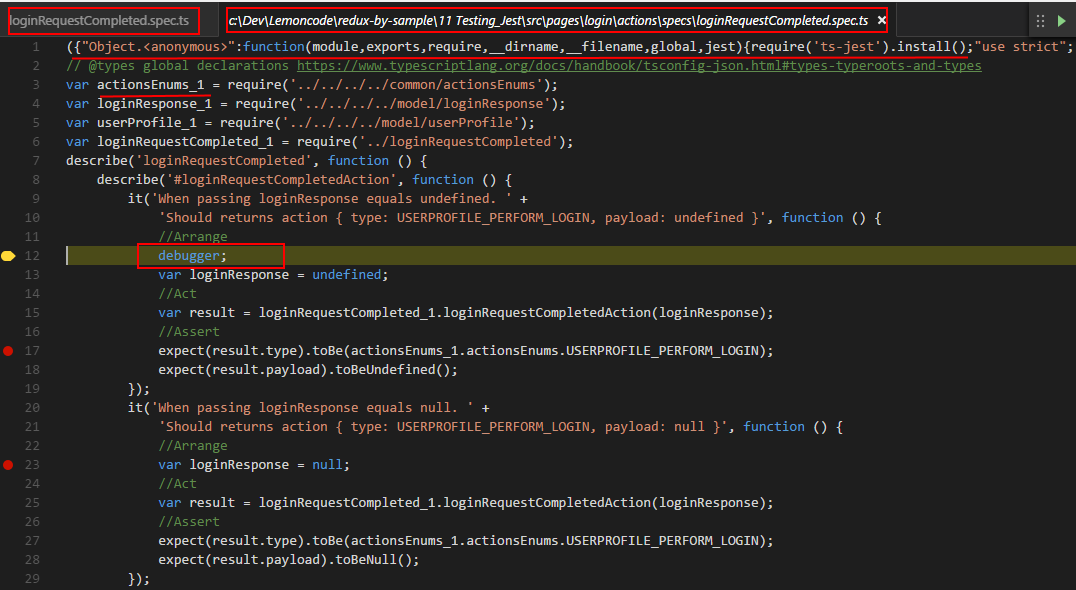 loginRequestCompleted.spec.ts c:\Dev\Lemoncode\redux-by-sample\11 Testing_Jest\src\pages\login\actions\specs\loginRequestCompleted.spec.ts ×
1 ({"Object.<anonymous>":function(module,exports,require,__dirname,__filename,global,jest){require('ts-jest').install();"use strict";
2 // @types global declarations https://www.typescriptlang.org/docs/handbook/tsconfig-json.html#types-typeroots-and-types
3 var actionsEnums_1 = require('../../../../common/actionsEnums');
4 var loginResponse_1 = require('../../../../model/loginResponse');
5 var userProfile_1 = require('../../../../model/userProfile');
6 var loginRequestCompleted_1 = require('../loginRequestCompleted');
7 describe('loginRequestCompleted', function () {
8 describe('#loginRequestCompletedAction', function () {
9 it('When passing loginResponse equals undefined. ' +
10 'Should returns action { type: USERPROFILE_PERFORM_LOGIN, payload: undefined }', function () {
11 //Arrange
12 debugger;
13 var loginResponse = undefined;
14 //Act
15 var result = loginRequestCompleted_1.loginRequestCompletedAction(loginResponse);
16 //Assert
17 expect(result.type).toBe(actionsEnums_1.actionsEnums.USERPROFILE_PERFORM_LOGIN);
18 expect(result.payload).toBeUndefined();
19 });
20 it('When passing loginResponse equals null. ' +
21 'Should returns action { type: USERPROFILE_PERFORM_LOGIN, payload: null }', function () {
22 //Arrange
23 var loginResponse = null;
24 //Act
25 var result = loginRequestCompleted_1.loginRequestCompletedAction(loginResponse);
26 //Assert
27 expect(result.type).toBe(actionsEnums_1.actionsEnums.USERPROFILE_PERFORM_LOGIN);
28 expect(result.payload).toBeNull();
29 });